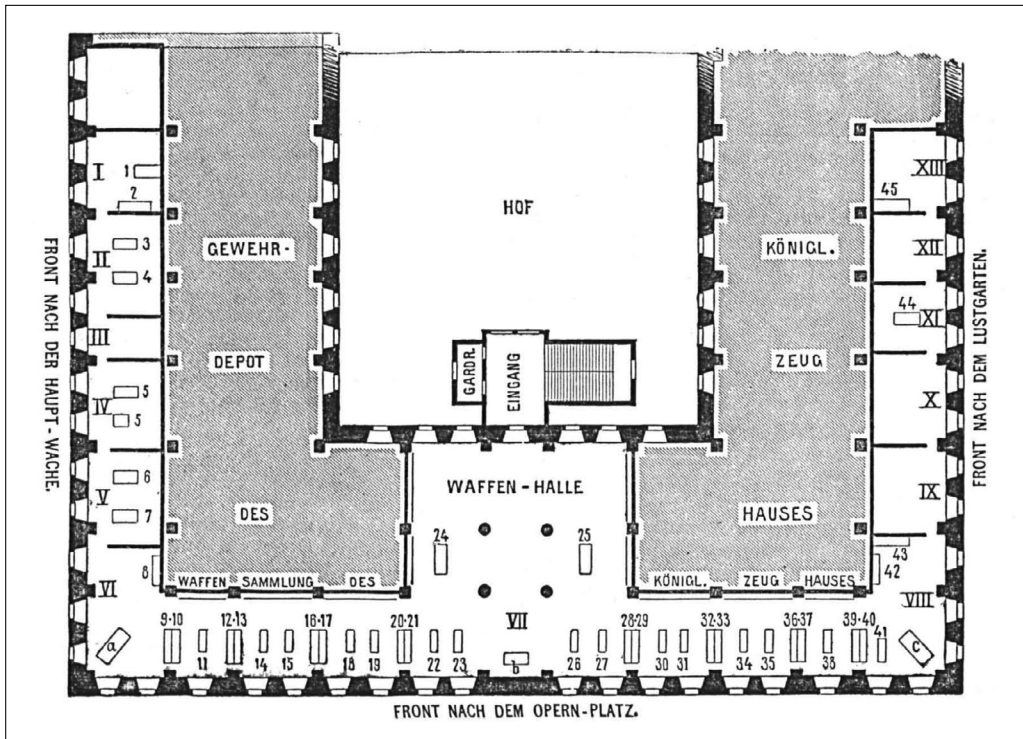 I
1
2
II
3
4
III
IV
5
5
V
6
7
VI
8
a
FRONT NACH DER HAUPT-WACHE.
GEWEHR-
DEPOT
DES
HOF
GARDR.
EINGANG
WAFFEN-HALLE
24
25
KÖNIGL.
ZEUG
HAUSES
XIII
45
XII
44
XI
X
IX
43
42
VIII
FRONT NACH DEM LUSTGARTEN.
WAFFEN SAMMLUNG DES
KÖNIGL. ZEUG HAUSES
VII
9-10 12-13 16-17 20-21 28-29 32-33 36-37 39-40 41
11 14 15 18 19 22 23 b 26 27 30 31 34 35 38 c
FRONT NACH DEM OPERN-PLATZ.